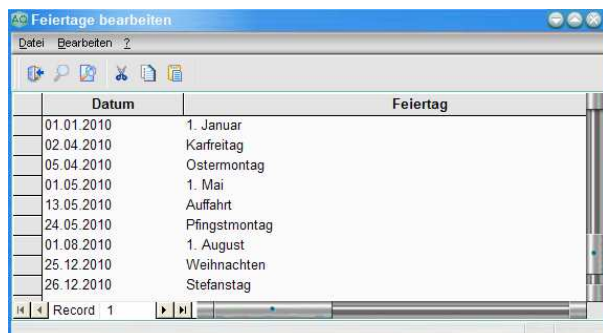 AQ Feiertage bearbeiten
Datei Bearbeiten ?
Datum Feiertag
01.01.2010 1. Januar
02.04.2010 Karfreitag
05.04.2010 Ostermontag
01.05.2010 1. Mai
13.05.2010 Auffahrt
24.05.2010 Pfingstmontag
01.08.2010 1. August
25.12.2010 Weihnachten
26.12.2010 Stefanstag
Record 1